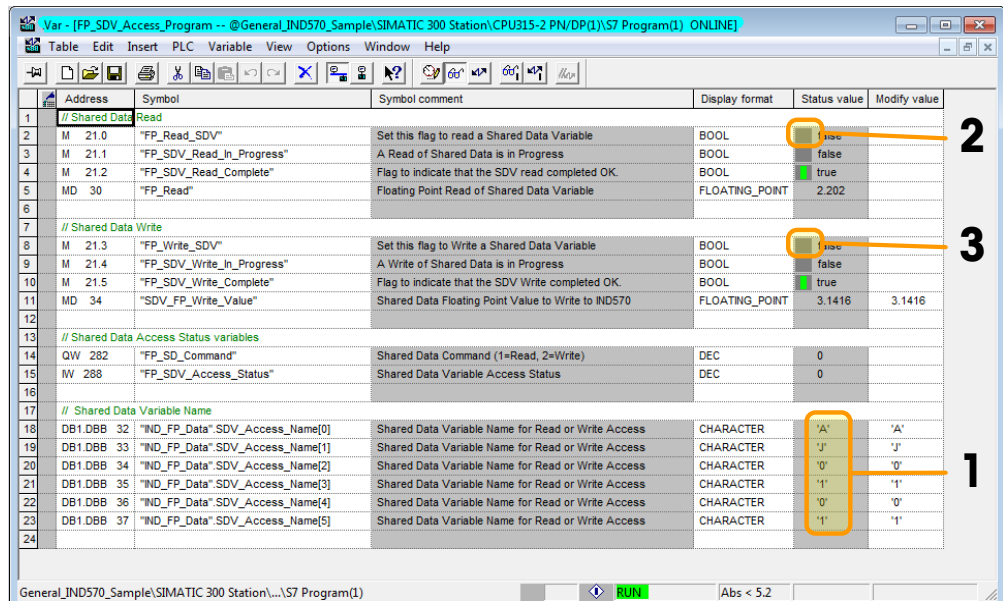 Var - [FP_SDV_Access_Program -- @General_IND570_Sample\SIMATIC 300 Station\CPU315-2 PN/DP(1)\S7 Program(1) ONLINE]
Table Edit Insert PLC Variable View Options Window Help
Address Symbol Symbol comment Display format Status value Modify value
1 // Shared Data Read
2 M 21.0 "FP_Read_SDV" Set this flag to read a Shared Data Variable BOOL false 2
3 M 21.1 "FP_SDV_Read_In_Progress" A Read of Shared Data is in Progress BOOL false
4 M 21.2 "FP_SDV_Read_Complete" Flag to indicate that the SDV read completed OK. BOOL true
5 MD 30 "FP_Read" Floating Point Read of Shared Data Variable FLOATING_POINT 2.202
6
7 // Shared Data Write
8 M 21.3 "FP_Write_SDV" Set this flag to Write a Shared Data Variable BOOL false 3
9 M 21.4 "FP_SDV_Write_In_Progress" A Write of Shared Data is in Progress BOOL false
10 M 21.5 "FP_SDV_Write_Complete" Flag to indicate that the SDV Write completed OK. BOOL true
11 MD 34 "SDV_FP_Write_Value" Shared Data Floating Point Value to Write to IND570 FLOATING_POINT 3.1416 3.1416
12
13 // Shared Data Access Status variables
14 QW 282 "FP_SD_Command" Shared Data Command (1=Read, 2=Write) DEC 0
15 IW 288 "FP_SDV_Access_Status" Shared Data Variable Access Status DEC 0
16
17 // Shared Data Variable Name
18 DB1.DBB 32 "IND_FP_Data".SDV_Access_Name[0] Shared Data Variable Name for Read or Write Access CHARACTER 'A' 'A'
19 DB1.DBB 33 "IND_FP_Data".SDV_Access_Name[1] Shared Data Variable Name for Read or Write Access CHARACTER 'J' 'J'
20 DB1.DBB 34 "IND_FP_Data".SDV_Access_Name[2] Shared Data Variable Name for Read or Write Access CHARACTER '0' '0'
21 DB1.DBB 35 "IND_FP_Data".SDV_Access_Name[3] Shared Data Variable Name for Read or Write Access CHARACTER '1' '1' 1
22 DB1.DBB 36 "IND_FP_Data".SDV_Access_Name[4] Shared Data Variable Name for Read or Write Access CHARACTER '0' '0'
23 DB1.DBB 37 "IND_FP_Data".SDV_Access_Name[5] Shared Data Variable Name for Read or Write Access CHARACTER '1' '1'
24
General_IND570_Sample\SIMATIC 300 Station\...\S7 Program(1) RUN Abs < 5.2